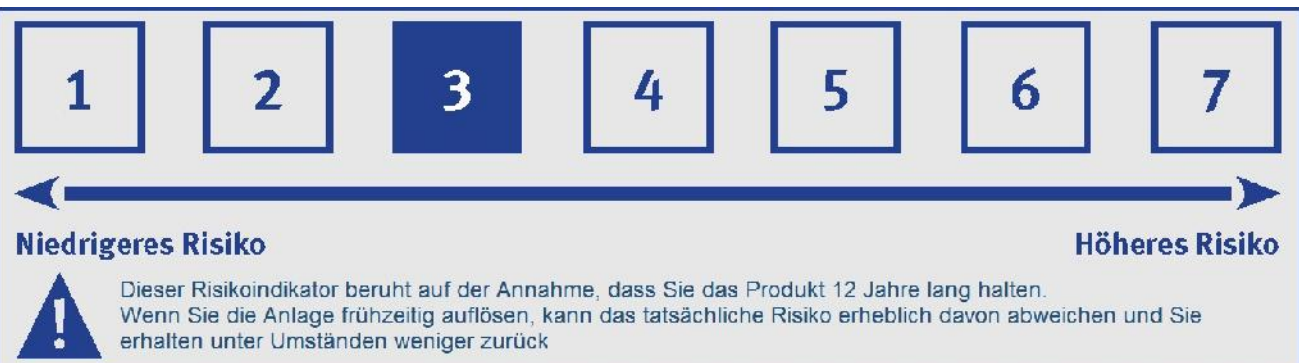 1 2 3 4 5 6 7
Niedrigeres Risiko Höheres Risiko
!
Dieser Risikoindikator beruht auf der Annahme, dass Sie das Produkt 12 Jahre lang halten.
Wenn Sie die Anlage frühzeitig auflösen, kann das tatsächliche Risiko erheblich davon abweichen und Sie
erhalten unter Umständen weniger zurück